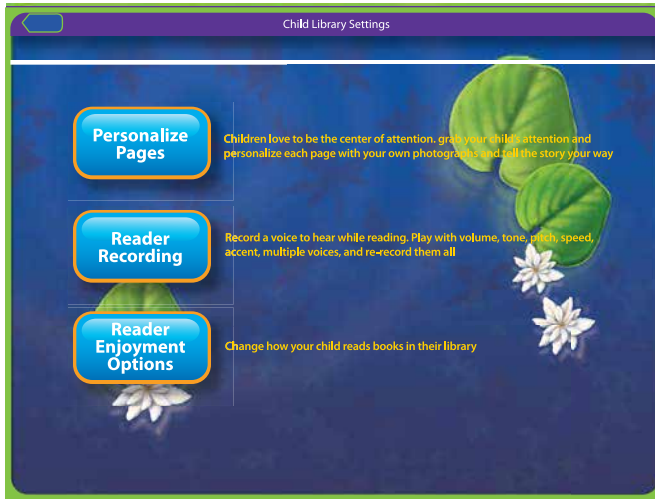 Child Library Settings
Personalize
Pages
Children love to be the center of attention. grab your child's attention and
personalize each page with your own photographs and tell the story your way
Reader
Recording
Record a voice to hear while reading. Play with volume, tone, pitch, speed,
accent, multiple voices, and re-record them all
Reader
Enjoyment
Options
Change how your child reads books in their library